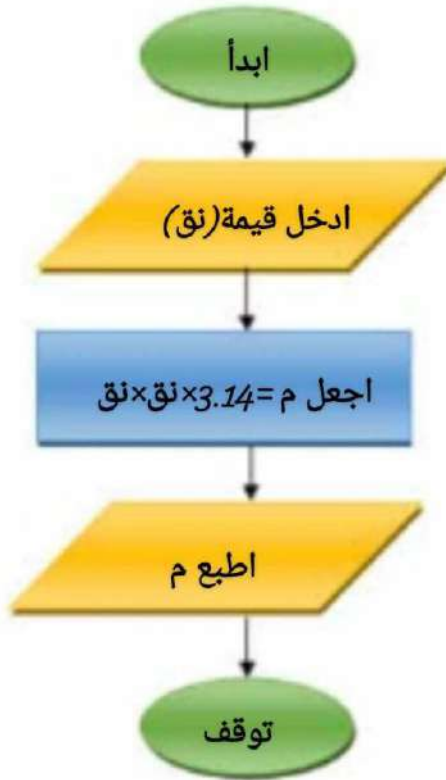 ابدأ
ادخل قيمة(نق)
اجعل م =3.14×نق×نق
اطبع م
توقف